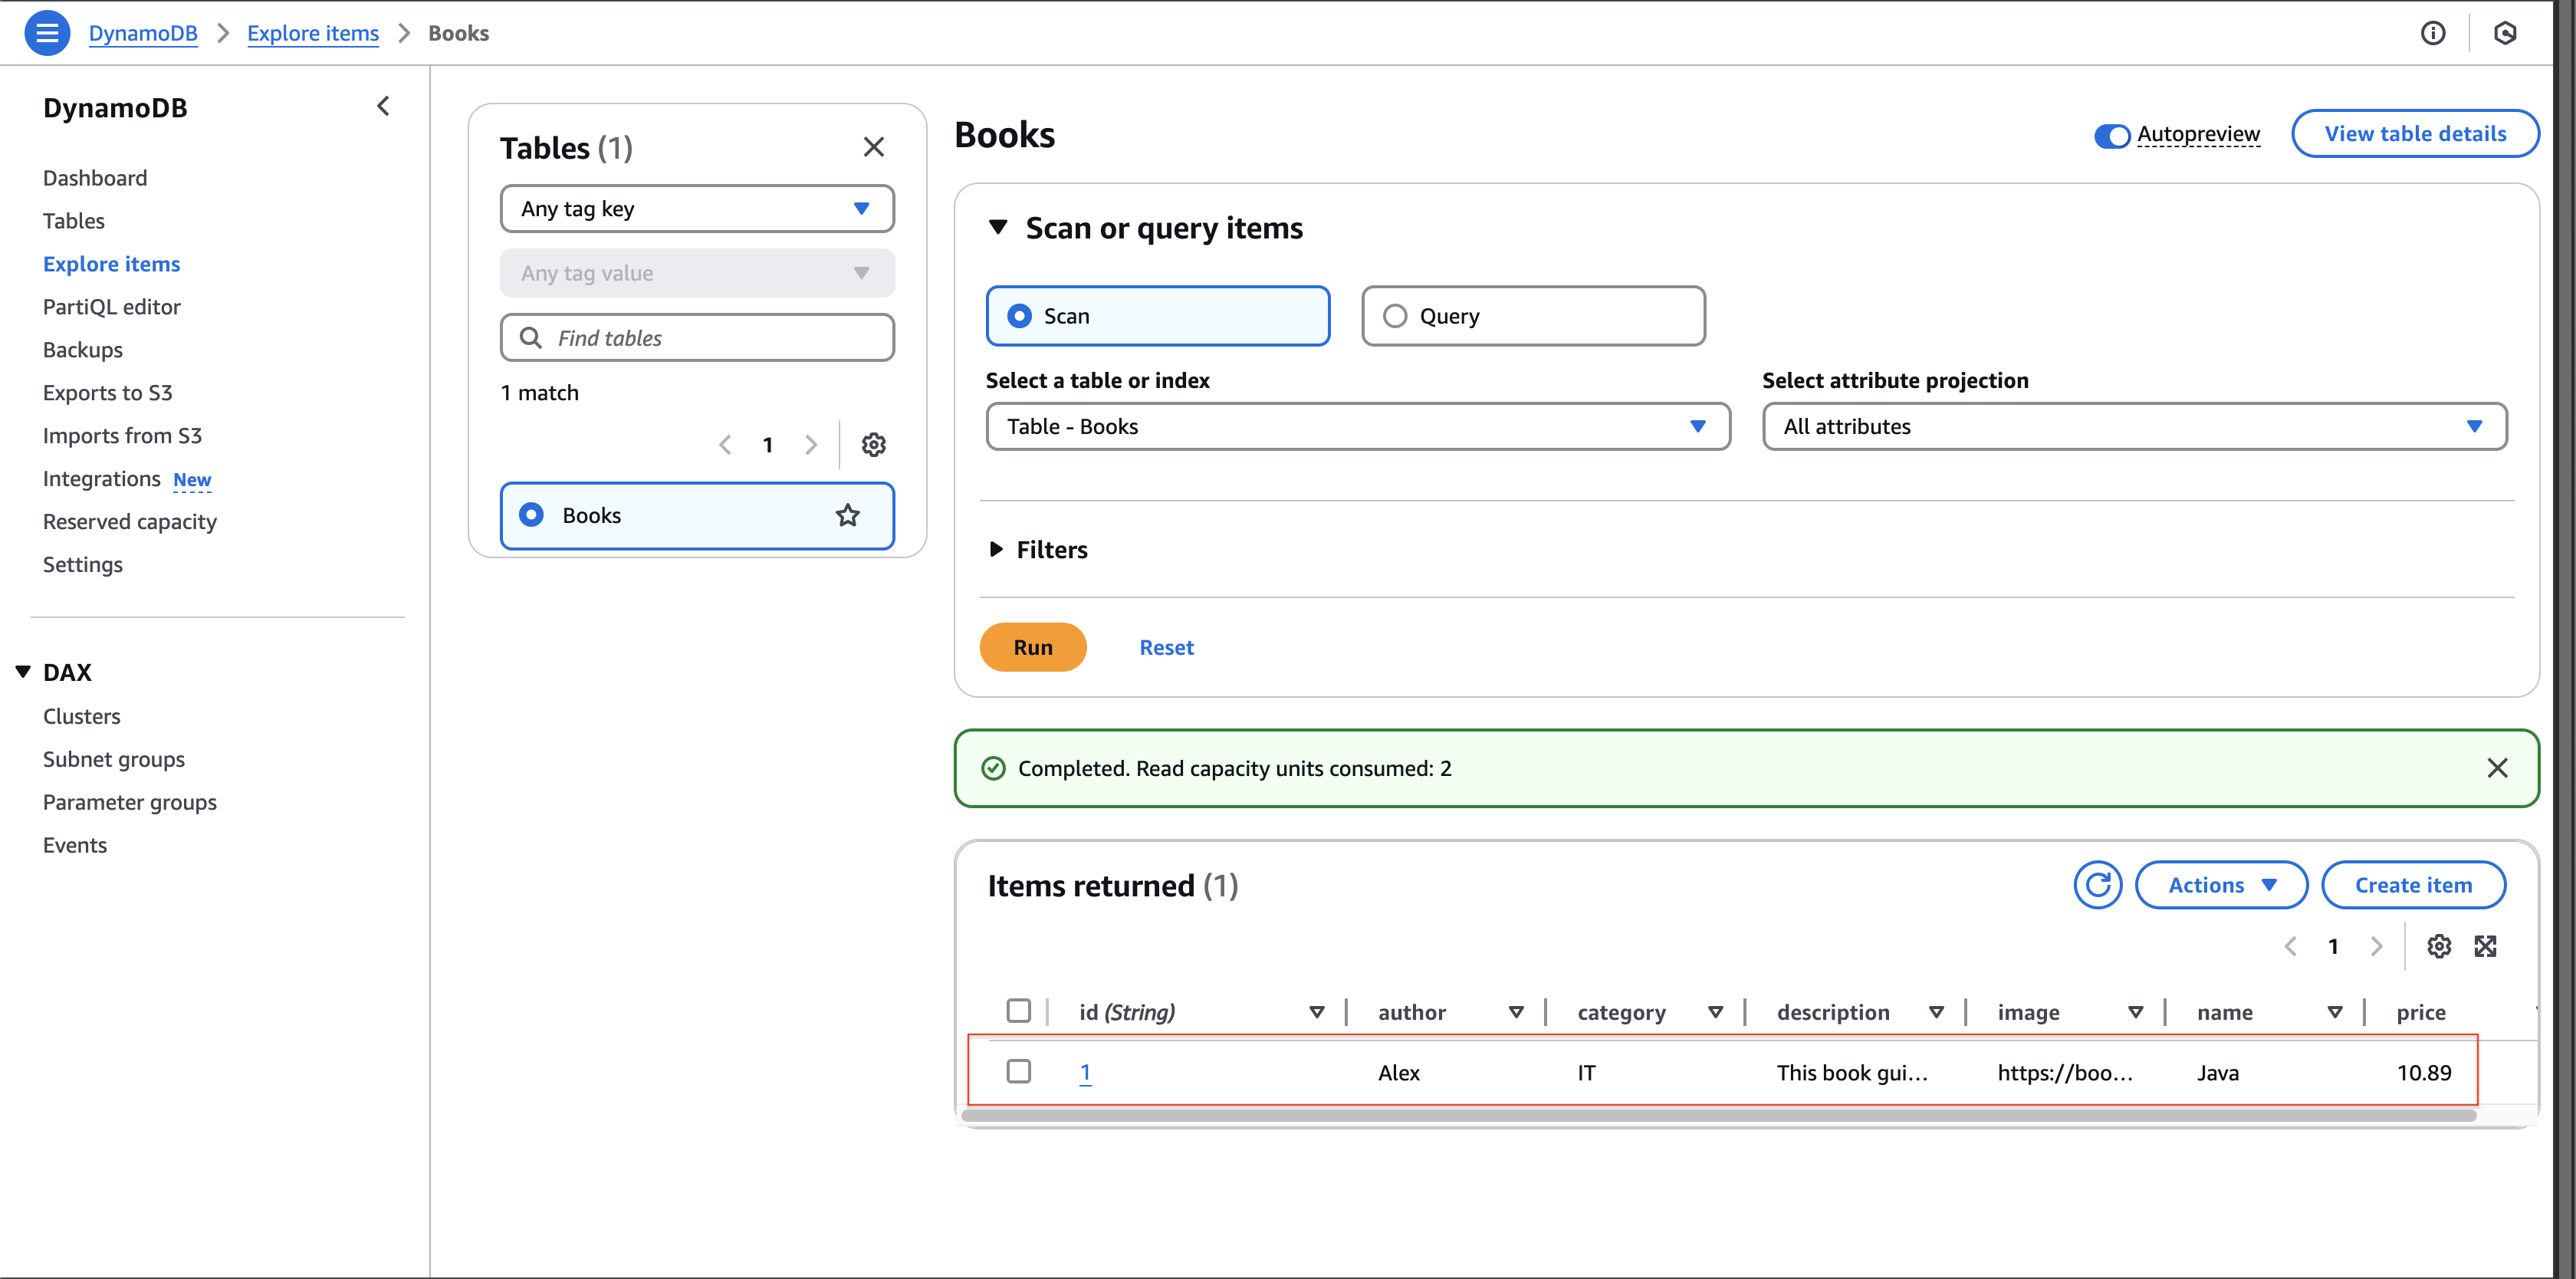 DynamoDB > Explore items > Books
DynamoDB
Dashboard
Tables
Explore items
PartiQL editor
Backups
Exports to S3
Imports from S3
Integrations New
Reserved capacity
Settings
DAX
Clusters
Subnet groups
Parameter groups
Events
Tables (1)
Any tag key
Any tag value
Find tables
1 match
1
Books
Books
Autopreview
View table details
Scan or query items
Scan
Query
Select a table or index
Select attribute projection
Table - Books
All attributes
Filters
Run
Reset
Completed. Read capacity units consumed: 2
Items returned (1)
Actions
Create item
1
id (String) author category description image name price
1 Alex IT This book gui... https://boo... Java 10.89